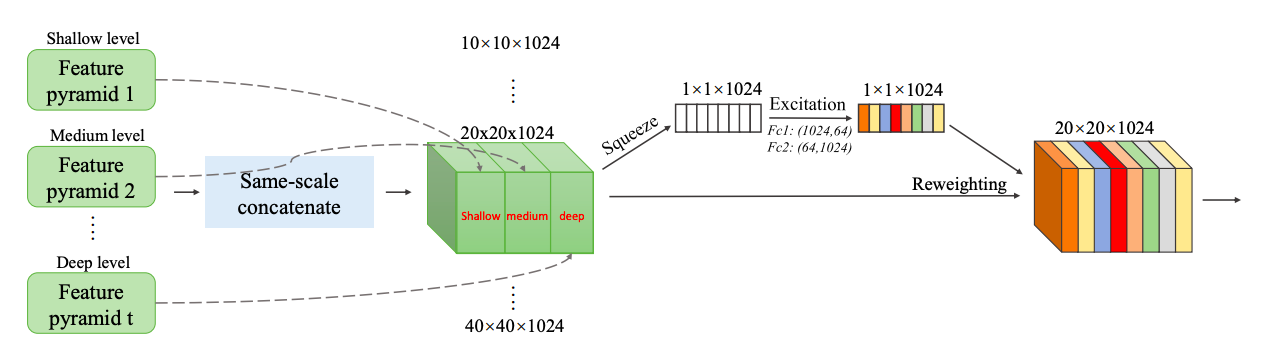 Shallow level
Feature
pyramid 1
Medium level
Feature
pyramid 2
⋮
Deep level
Feature
pyramid t
Same-scale
concatenate
10×10×1024
⋮
20x20x1024
Shallow
medium
deep
⋮
40×40×1024
Squeeze
1×1×1024
Excitation
Fc1: (1024,64)
Fc2: (64,1024)
1×1×1024
Reweighting
20×20×1024